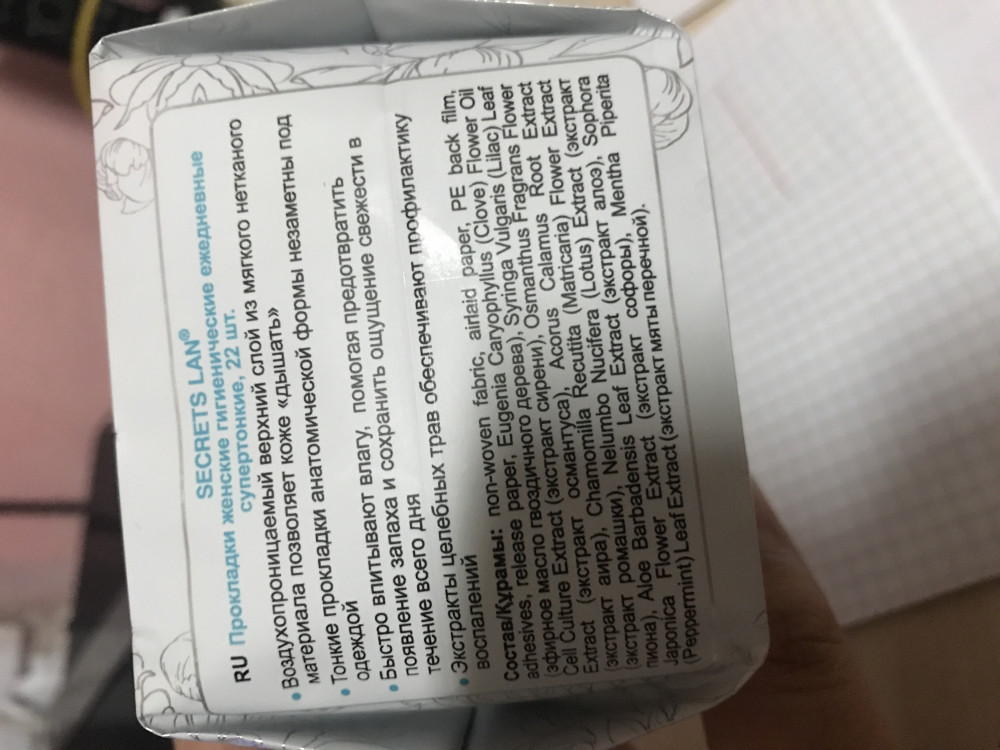 SECRETS LAN®
RU Прокладки женские гигиенические ежедневные
супертонкие, 22 шт.
• Воздухопроницаемый верхний слой из мягкого нетканого
материала позволяет коже «дышать»
• Тонкие прокладки анатомической формы незаметны под
одеждой
• Быстро впитывают влагу, помогая предотвратить
появление запаха и сохранить ощущение свежести в
течение всего дня
• Экстракты целебных трав обеспечивают профилактику
воспалений
Состав/Құрамы: non-woven fabric, airlaid paper, PE back film,
adhesives, release paper, Eugenia Caryophyllus (Clove) Flower Oil
(эфирное масло гвоздичного дерева), Syringa Vulgaris (Lilac) Leaf
Cell Culture Extract (экстракт сирени), Osmanthus Fragrans Flower
Extract (экстракт османтуса), Acorus Calamus Root Extract
(экстракт аира), Chamomilla Recutita (Matricaria) Flower Extract
(экстракт ромашки), Nelumbo Nucifera (Lotus) Extract (экстракт
пиона), Aloe Barbadensis Leaf Extract (экстракт алоэ), Sophora
Japonica Flower Extract (экстракт софоры), Mentha Piperita
(Peppermint) Leaf Extract (экстракт мяты перечной).